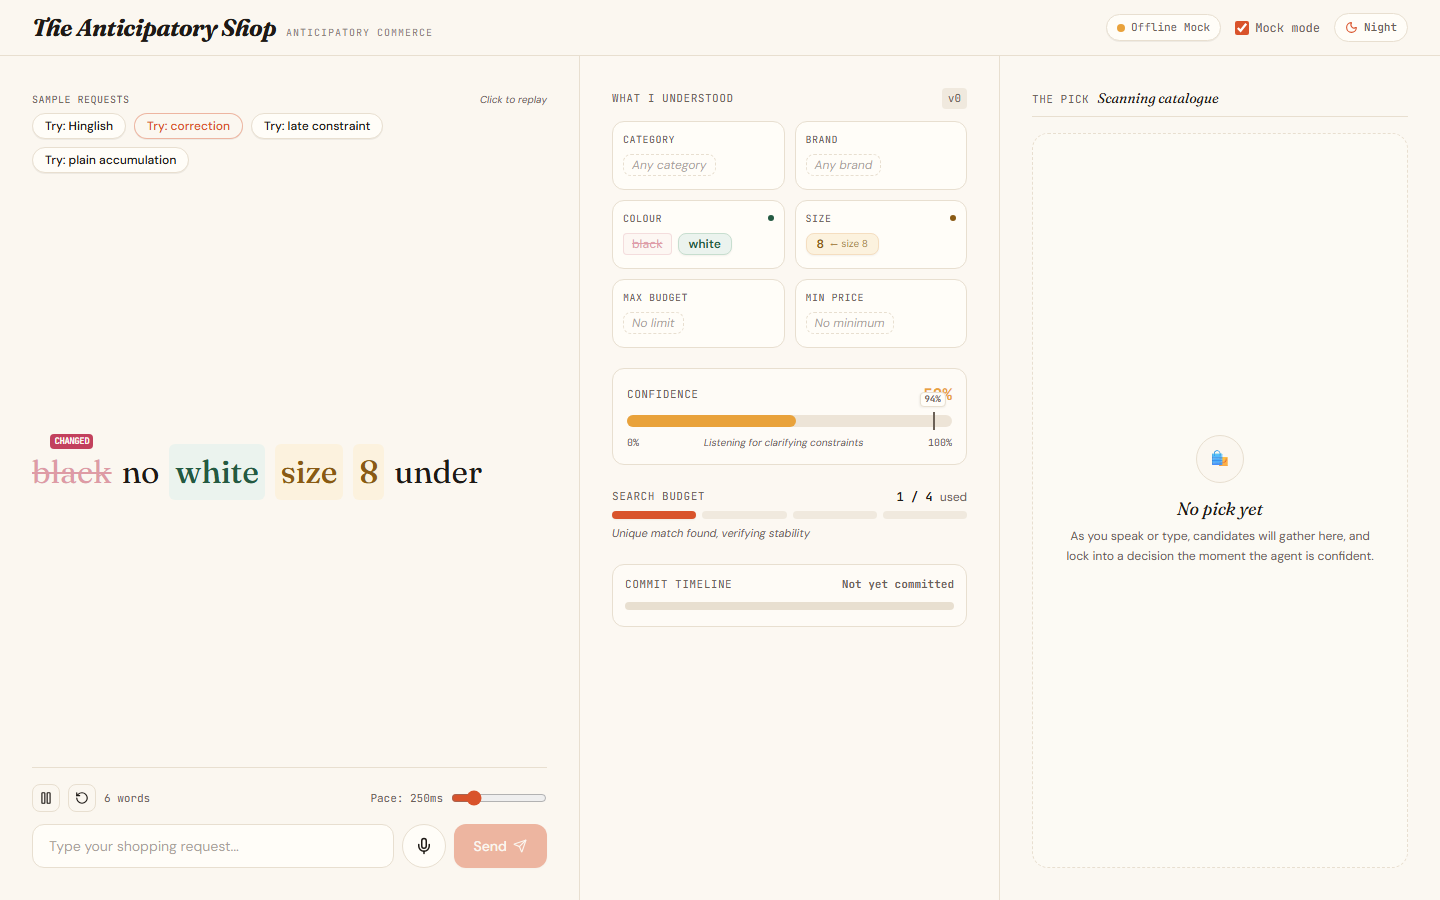 The Anticipatory Shop ANTICIPATORY COMMERCE
Offline Mock
Mock mode
Night
SAMPLE REQUESTS
Click to replay
Try: Hinglish
Try: correction
Try: late constraint
Try: plain accumulation
CHANGED
black no white size 8 under
6 words
Pace: 250ms
Type your shopping request...
Send
WHAT I UNDERSTOOD
v0
CATEGORY
Any category
BRAND
Any brand
COLOUR
black white
SIZE
8 ← size 8
MAX BUDGET
No limit
MIN PRICE
No minimum
CONFIDENCE
94%
0%
Listening for clarifying constraints
100%
SEARCH BUDGET
1 / 4 used
Unique match found, verifying stability
COMMIT TIMELINE
Not yet committed
THE PICK Scanning catalogue
No pick yet
As you speak or type, candidates will gather here, and
lock into a decision the moment the agent is confident.